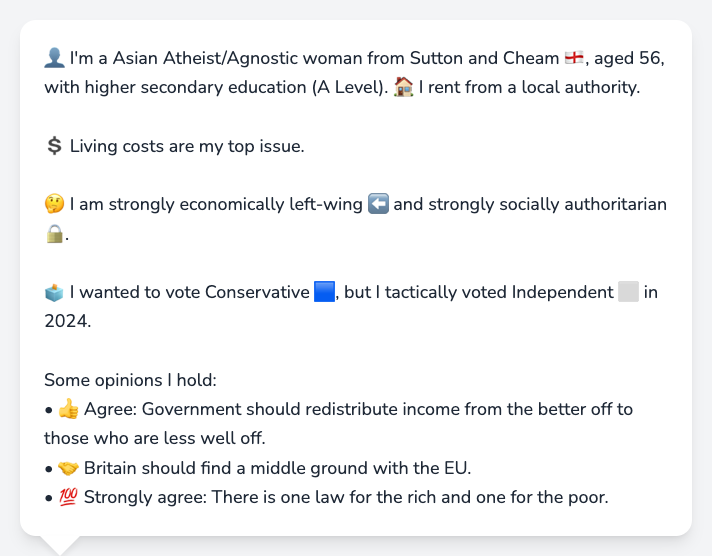 👤 I'm a Asian Atheist/Agnostic woman from Sutton and Cheam 🏴󠁧󠁢󠁥󠁮󠁧󠁿, aged 56,
with higher secondary education (A Level). 🏠 I rent from a local authority.
💲 Living costs are my top issue.
🤔 I am strongly economically left-wing ⬅️ and strongly socially authoritarian
🔒.
🗳️ I wanted to vote Conservative 🟦, but I tactically voted Independent ⬜ in
2024.
Some opinions I hold:
• 👍 Agree: Government should redistribute income from the better off to
those who are less well off.
• 🤝 Britain should find a middle ground with the EU.
• 💯 Strongly agree: There is one law for the rich and one for the poor.